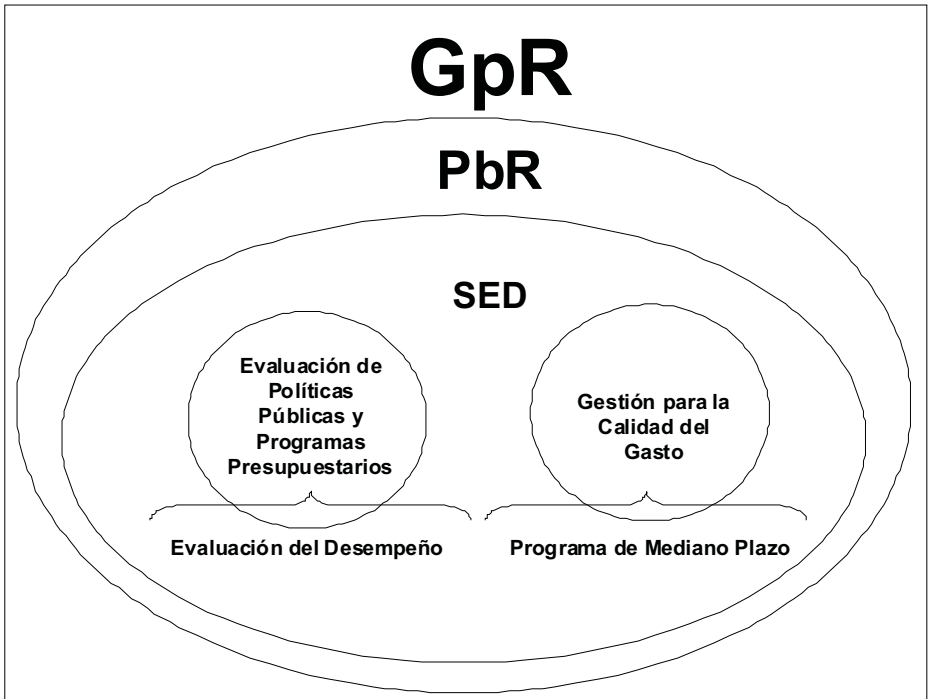 GpR
PbR
SED
Evaluación de
Políticas
Públicas y
Programas
Presupuestarios
Evaluación del Desempeño
Gestión para la
Calidad del
Gasto
Programa de Mediano Plazo